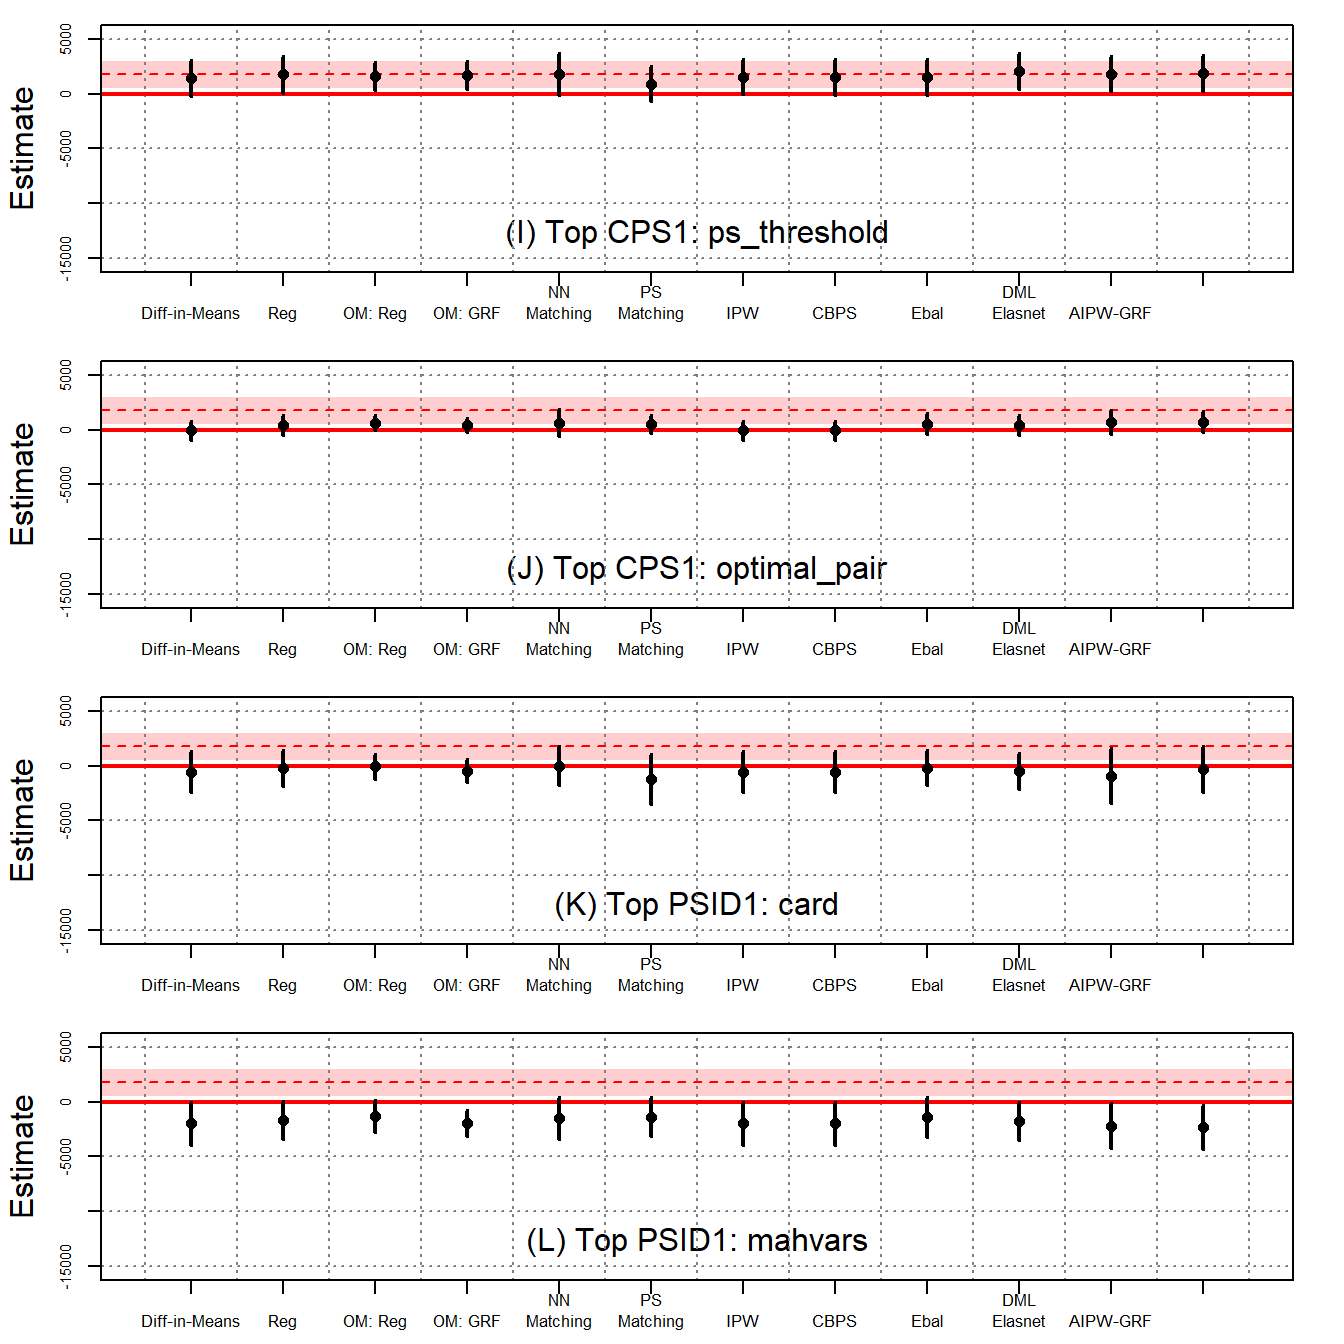 5000
0
-5000
-15000
Estimate
(I) Top CPS1: ps_threshold
NN
PS
DML
Diff-in-Means
Reg
OM: Reg
OM: GRF
Matching
Matching
IPW
CBPS
Ebal
Elasnet
AIPW-GRF
5000
0
-5000
-15000
Estimate
(J) Top CPS1: optimal_pair
NN
PS
DML
Diff-in-Means
Reg
OM: Reg
OM: GRF
Matching
Matching
IPW
CBPS
Ebal
Elasnet
AIPW-GRF
5000
0
-5000
-15000
Estimate
(K) Top PSID1: card
NN
PS
DML
Diff-in-Means
Reg
OM: Reg
OM: GRF
Matching
Matching
IPW
CBPS
Ebal
Elasnet
AIPW-GRF
5000
0
-5000
-15000
Estimate
(L) Top PSID1: mahvars
NN
PS
DML
Diff-in-Means
Reg
OM: Reg
OM: GRF
Matching
Matching
IPW
CBPS
Ebal
Elasnet
AIPW-GRF